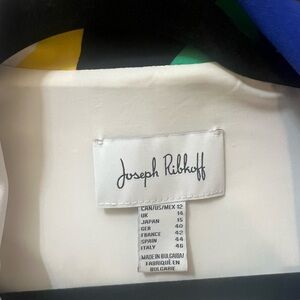 Joseph Ribkoff
CAN/US/MEX 12
UK 14
JAPAN 15
GER 40
FRANCE 42
SPAIN 44
ITALY 46
MADE IN BULGARIA/
FABRIQUÉ EN
BULGARIE